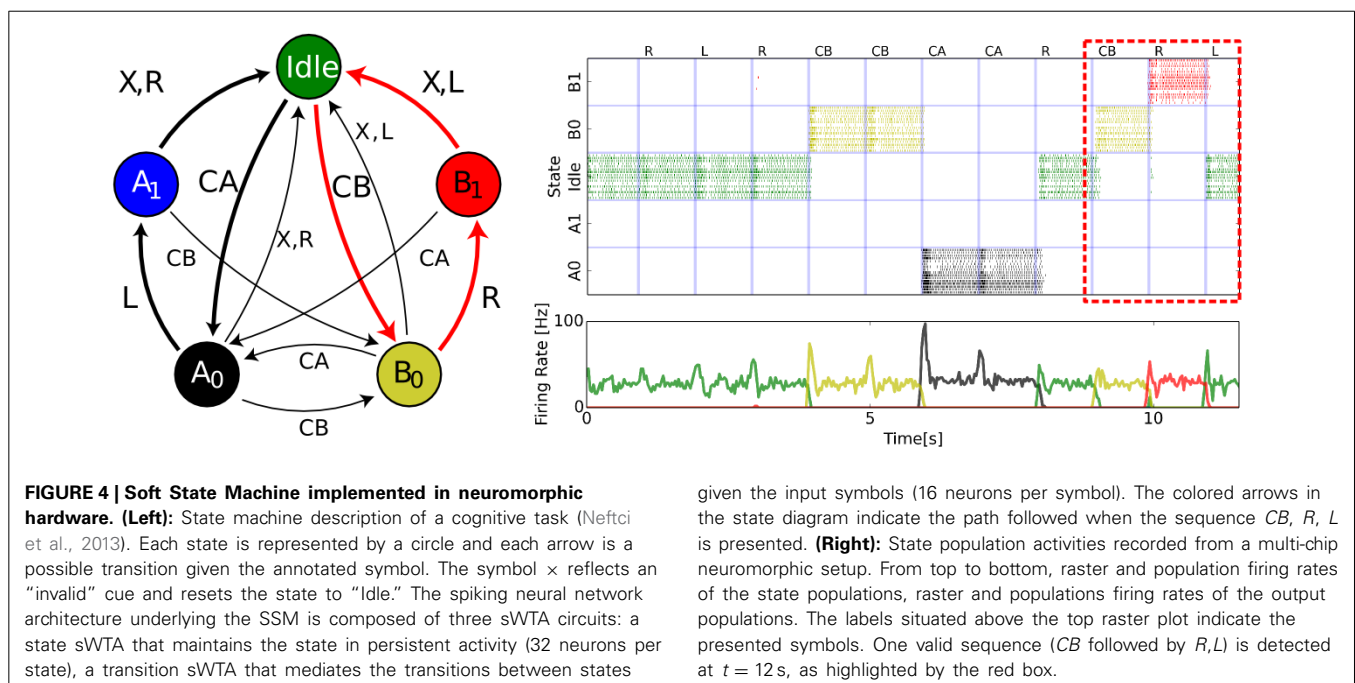 Idle
X,R
X,L
X,L
A1
CA
CB
B1
X,R
CB
CA
L
R
A0
CA
B0
CB
R L R CB CB CA CA R CB R L
B1
B0
Idle
A1
A0
State
100
0
Firing Rate [Hz]
0 5 10
Time[s]
FIGURE 4 | Soft State Machine implemented in neuromorphic
hardware. (Left): State machine description of a cognitive task (Neftci
et al., 2013). Each state is represented by a circle and each arrow is a
possible transition given the annotated symbol. The symbol × reflects an
“invalid” cue and resets the state to “Idle.” The spiking neural network
architecture underlying the SSM is composed of three sWTA circuits: a
state sWTA that maintains the state in persistent activity (32 neurons per
state), a transition sWTA that mediates the transitions between states
given the input symbols (16 neurons per symbol). The colored arrows in
the state diagram indicate the path followed when the sequence CB, R, L
is presented. (Right): State population activities recorded from a multi-chip
neuromorphic setup. From top to bottom, raster and population firing rates
of the state populations, raster and populations firing rates of the output
populations. The labels situated above the top raster plot indicate the
presented symbols. One valid sequence (CB followed by R,L) is detected
at t = 12 s, as highlighted by the red box.